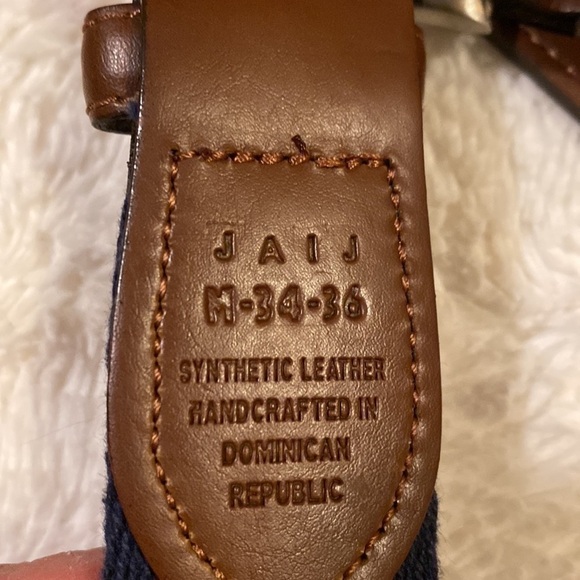 JAIJ
M-34-36
SYNTHETIC LEATHER
HANDCRAFTED IN
DOMINICAN
REPUBLIC